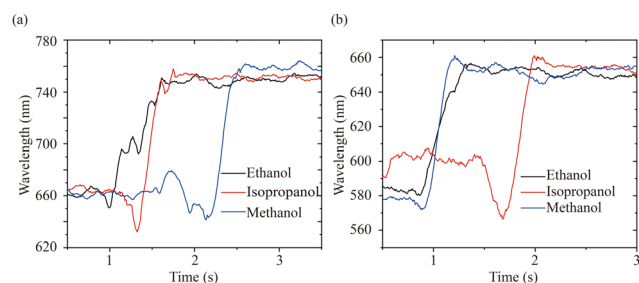 (a)
780
740
700
660
620
Wavelength (nm)
Ethanol
Isopropanol
Methanol
1 2 3
Time (s)
(b)
660
640
620
600
580
560
Wavelength (nm)
Ethanol
Isopropanol
Methanol
1 2 3
Time (s)